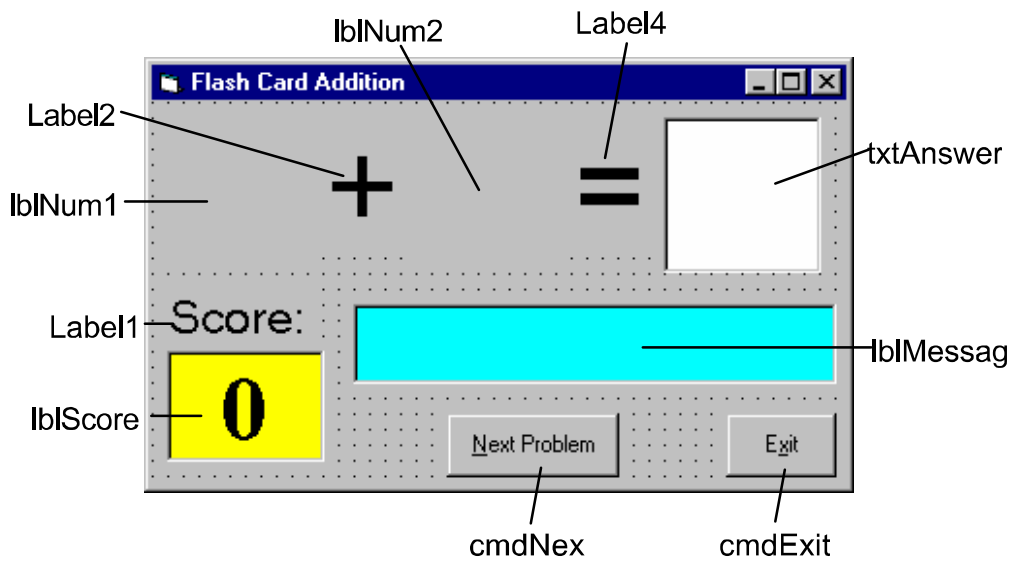 lblNum2
Label4
Flash Card Addition
Label2
+
=
txtAnswer
lblNum1
Label1
Score:
lblMessag
lblScore
0
Next Problem
Exit
cmdNex
cmdExit